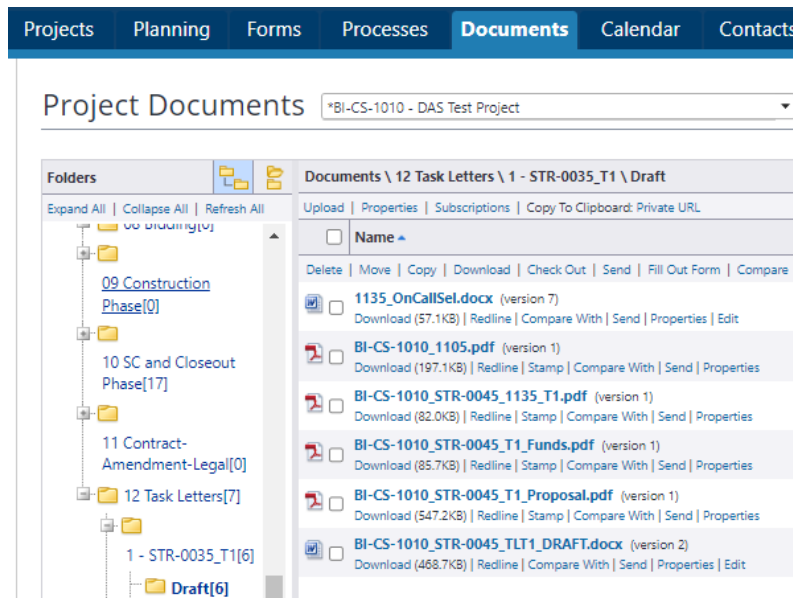 Projects Planning Forms Processes Documents Calendar Contacts
Project Documents *BI-CS-1010 - DAS Test Project
Folders
Expand All | Collapse All | Refresh All
08 Bidding[0]
09 Construction
Phase[0]
10 SC and Closeout
Phase[17]
11 Contract-
Amendment-Legal[0]
12 Task Letters[7]
1 - STR-0035_T1[6]
Draft[6]
Documents \ 12 Task Letters \ 1 - STR-0035_T1 \ Draft
Upload | Properties | Subscriptions | Copy To Clipboard: Private URL
Name
Delete | Move | Copy | Download | Check Out | Send | Fill Out Form | Compare
1135_OnCallSel.docx (version 7)
Download (57.1KB) | Redline | Compare With | Send | Properties | Edit
BI-CS-1010_1105.pdf (version 1)
Download (197.1KB) | Redline | Stamp | Compare With | Send | Properties
BI-CS-1010_STR-0045_1135_T1.pdf (version 1)
Download (82.0KB) | Redline | Stamp | Compare With | Send | Properties
BI-CS-1010_STR-0045_T1_Funds.pdf (version 1)
Download (85.7KB) | Redline | Stamp | Compare With | Send | Properties
BI-CS-1010_STR-0045_T1_Proposal.pdf (version 1)
Download (547.2KB) | Redline | Stamp | Compare With | Send | Properties
BI-CS-1010_STR-0045_TLT1_DRAFT.docx (version 2)
Download (468.7KB) | Redline | Compare With | Send | Properties | Edit